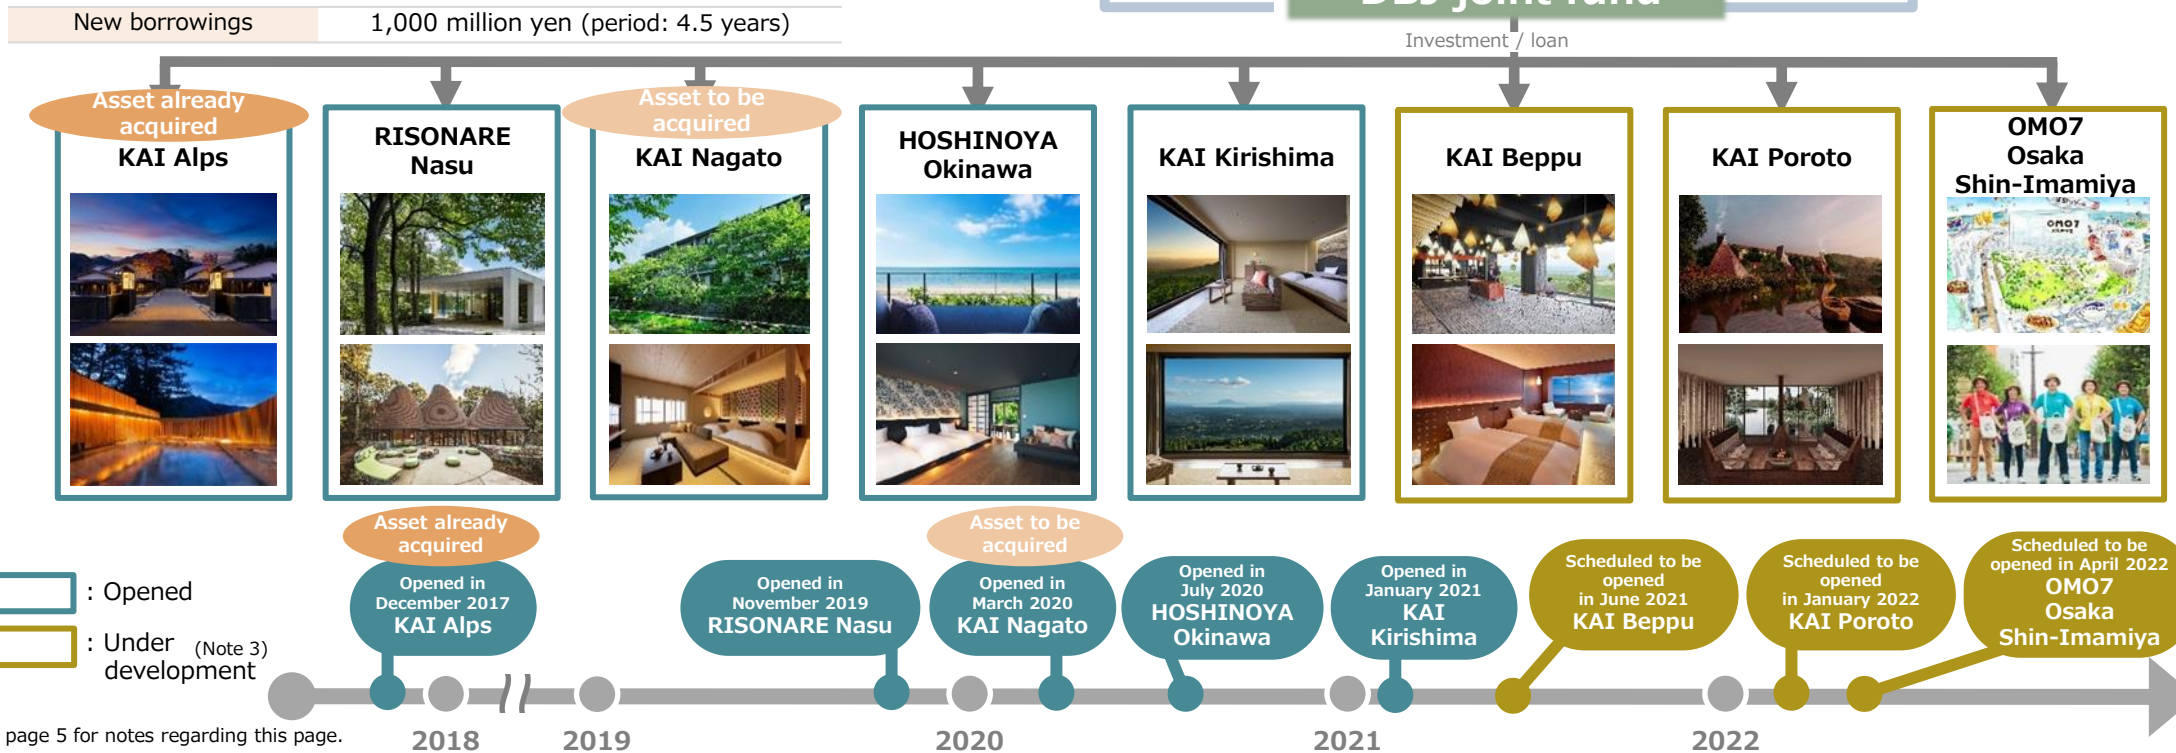 New borrowings 1,000 million yen (period: 4.5 years)
DBJ joint fund
Investment / loan
Asset already
acquired
KAI Alps
RISONARE
Nasu
Asset to be
acquired
KAI Nagato
HOSHINOYA
Okinawa
KAI Kirishima
KAI Beppu
KAI Poroto
OMO7
Osaka
Shin-Imamiya
OMO7
: Opened
: Under (Note 3)
development
Asset already
acquired
Opened in
December 2017
KAI Alps
Opened in
November 2019
RISONARE Nasu
Asset to be
acquired
Opened in
March 2020
KAI Nagato
Opened in
July 2020
HOSHINOYA
Okinawa
Opened in
January 2021
KAI
Kirishima
Scheduled to be
opened
in June 2021
KAI Beppu
Scheduled to be
opened
in January 2022
KAI Poroto
Scheduled to be
opened in April 2022
OMO7
Osaka
Shin-Imamiya
2018 2019 2020 2021 2022
page 5 for notes regarding this page.